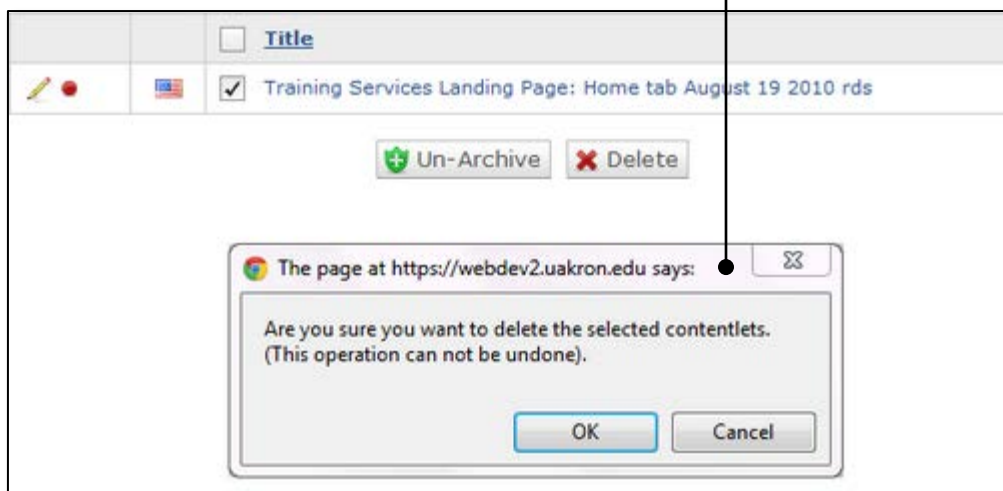 Title
Training Services Landing Page: Home tab August 19 2010 rds
Un-Archive Delete
The page at https://webdev2.uakron.edu says:
Are you sure you want to delete the selected contentlets.
(This operation can not be undone).
OK Cancel